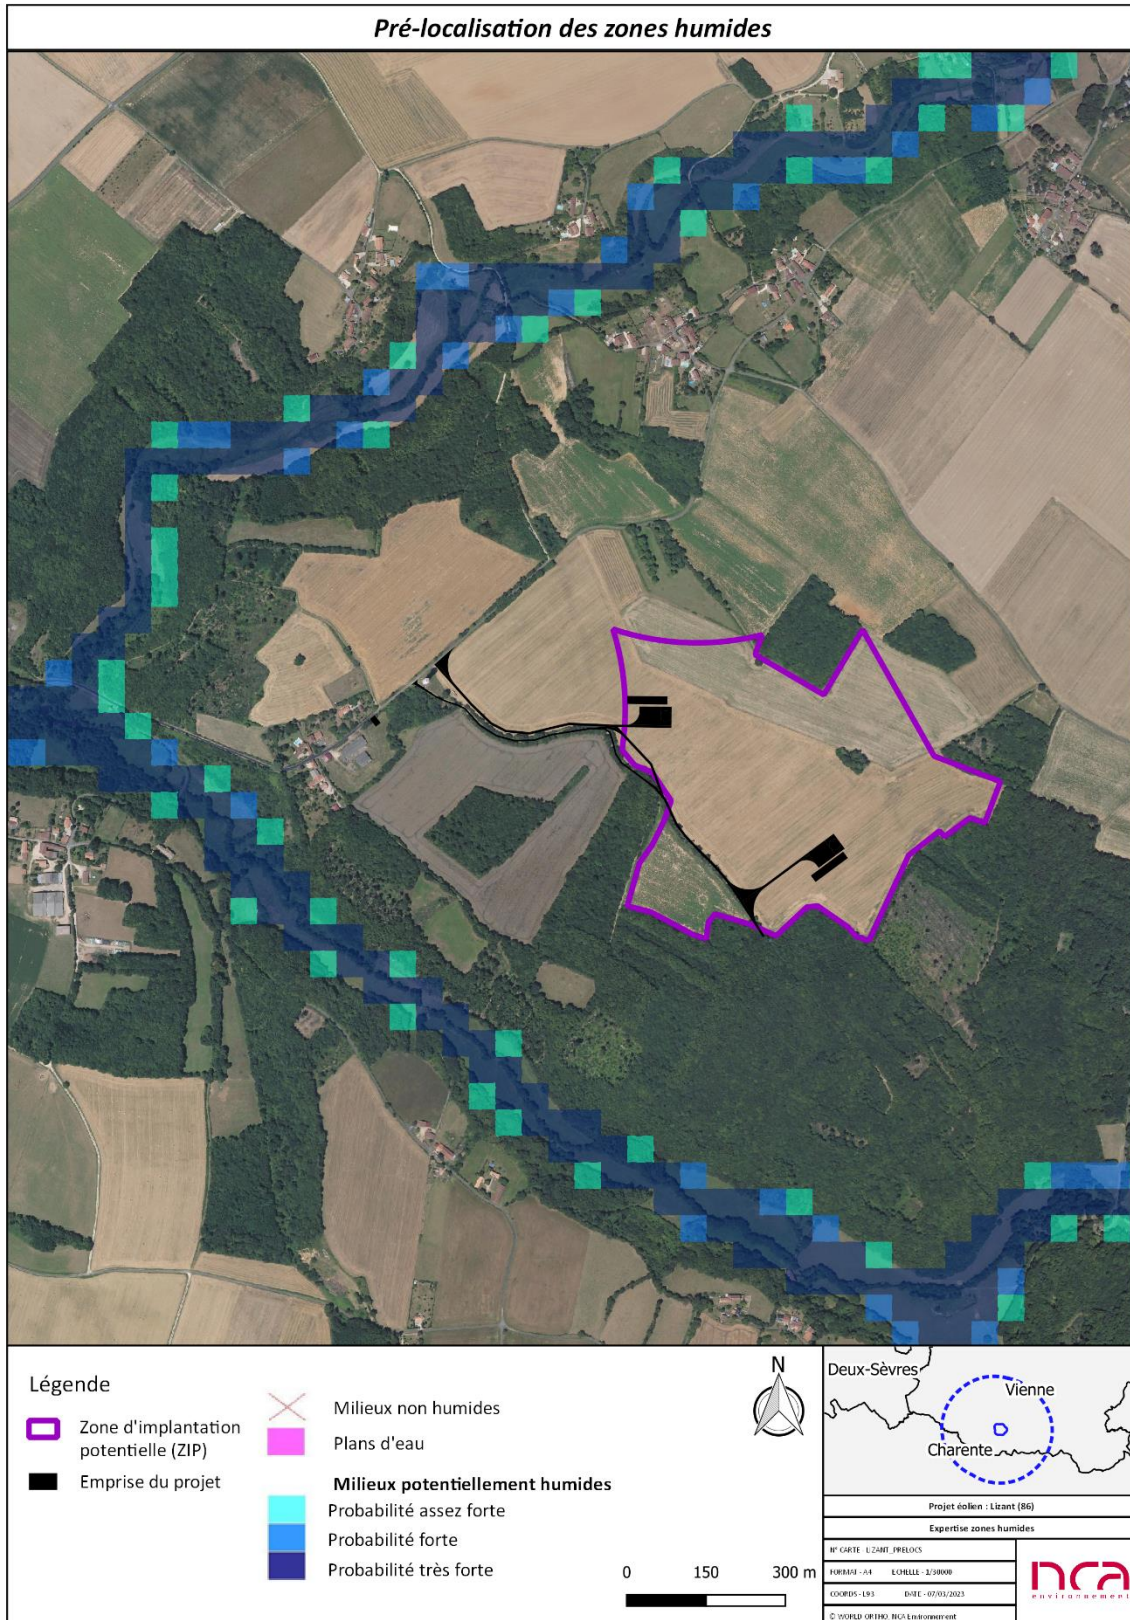 Pré-localisation des zones humides
Légende
Zone d'implantation
potentielle (ZIP)
Emprise du projet
Milieux non humides
Plans d'eau
Milieux potentiellement humides
Probabilité assez forte
Probabilité forte
Probabilité très forte
N
0 150 300 m
Deux-Sèvres
Vienne
Charente
Projet éolien : Lizant (86)
Expertise zones humides
N° CARTE - LIZANT_PRELOCS
FORMAT - A4 ECHELLE - 1/30000
COORDS - L93 DATE - 07/03/2023
© WORLD ORTHO, NCA Environnement
nca
environnement